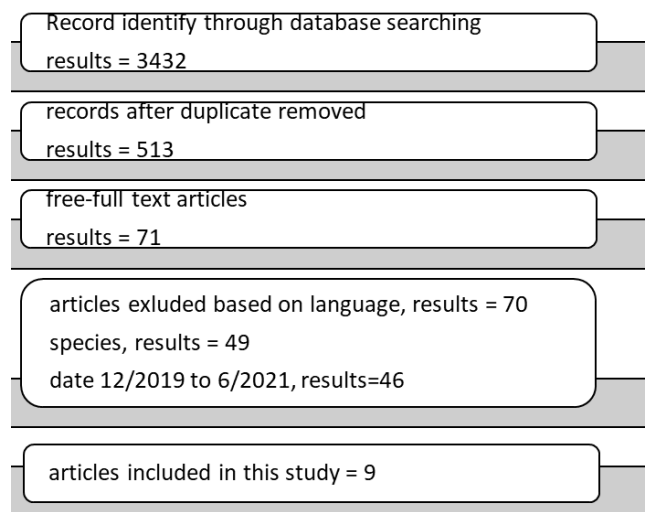 Record identify through database searching
results = 3432
records after duplicate removed
results = 513
free-full text articles
results = 71
articles exluded based on language, results = 70
species, results = 49
date 12/2019 to 6/2021, results=46
articles included in this study = 9